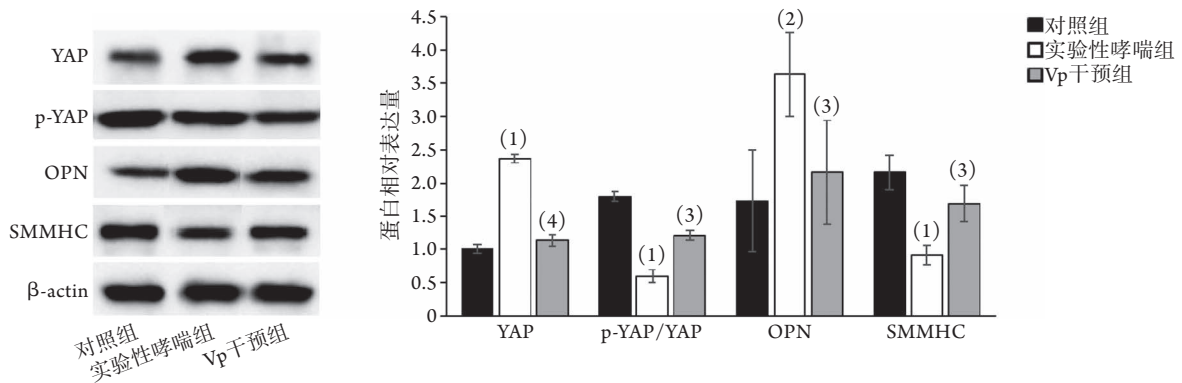 YAP
p-YAP
OPN
SMMHC
β-actin
对照组
实验性哮喘组
Vp干预组
蛋白相对表达量
4.5
4.0
3.5
3.0
2.5
2.0
1.5
1.0
0.5
0
(1)
(4)
(1)
(3)
(2)
(3)
(1)
(3)
YAP
p-YAP/YAP
OPN
SMMHC
对照组
实验性哮喘组
Vp干预组